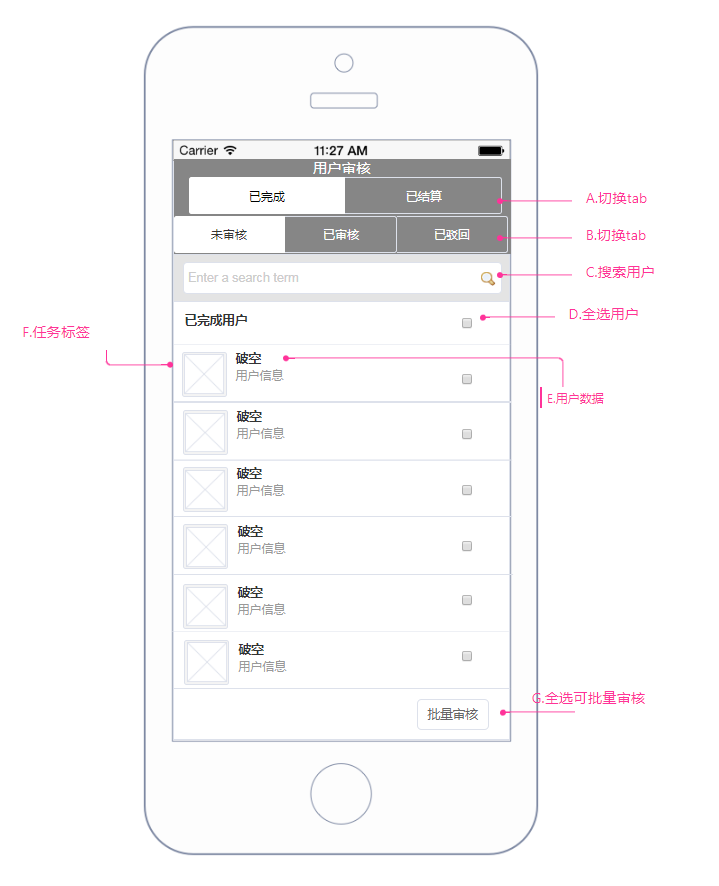 Carrier 11:27 AM
用户审核
已完成 已结算
A.切换tab
未审核 已审核 已驳回
B.切换tab
Enter a search term
C.搜索用户
已完成用户
D.全选用户
F.任务标签
破空
用户信息
E.用户数据
破空
用户信息
破空
用户信息
破空
用户信息
破空
用户信息
破空
用户信息
G.全选可批量审核
批量审核